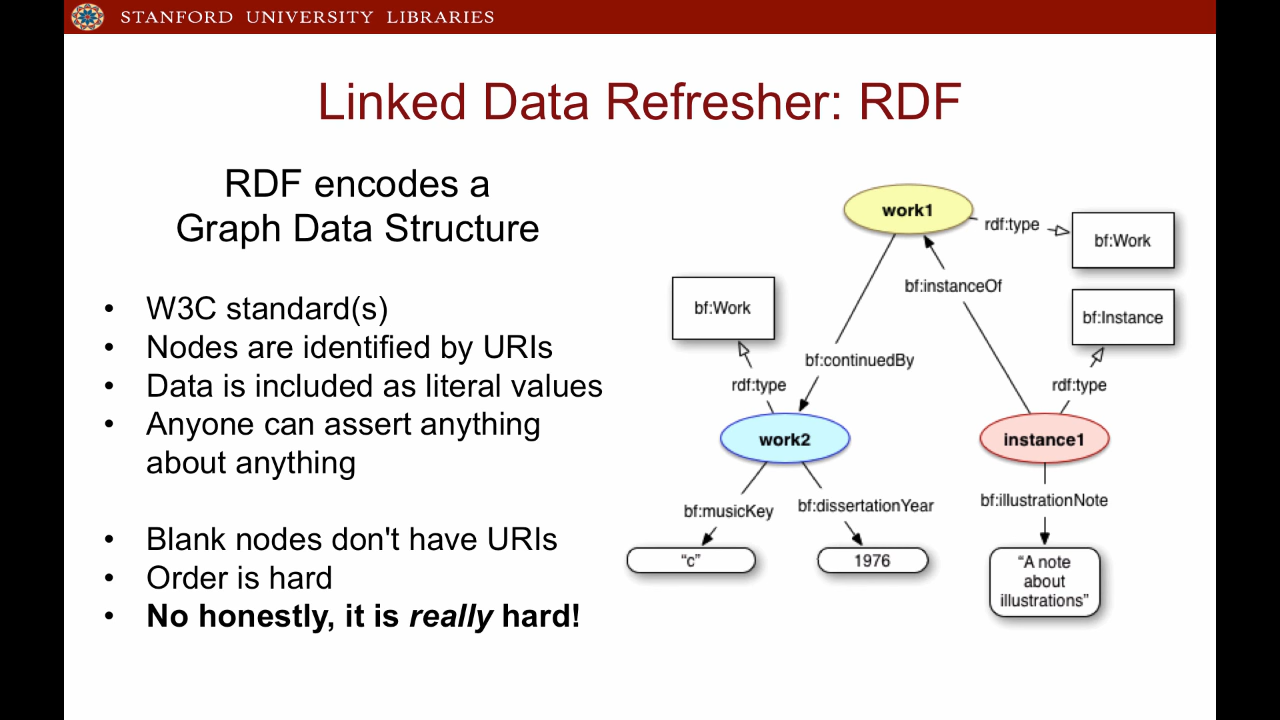 STANFORD UNIVERSITY LIBRARIES
Linked Data Refresher: RDF
RDF encodes a
Graph Data Structure
• W3C standard(s)
• Nodes are identified by URIs
• Data is included as literal values
• Anyone can assert anything
about anything
• Blank nodes don't have URIs
• Order is hard
• No honestly, it is really hard!
work1
rdf:type
bf:Work
bf:instanceOf
bf:Work
bf:Instance
bf:continuedBy
rdf:type
rdf:type
work2
instance1
bf:musicKey
bf:dissertationYear
bf:illustrationNote
“c”
1976
“A note
about
illustrations”